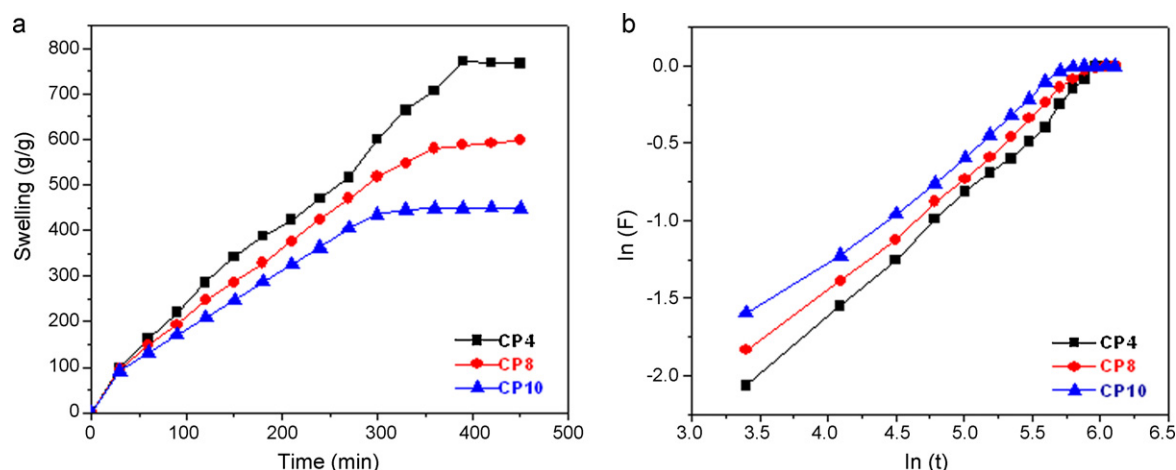 a
800
700
600
500
400
300
200
100
0
Swelling (g/g)
0 100 200 300 400 500
Time (min)
CP4
CP8
CP10
b
0.0
-0.5
-1.0
-1.5
-2.0
ln (F)
3.0 3.5 4.0 4.5 5.0 5.5 6.0 6.5
ln (t)
CP4
CP8
CP10